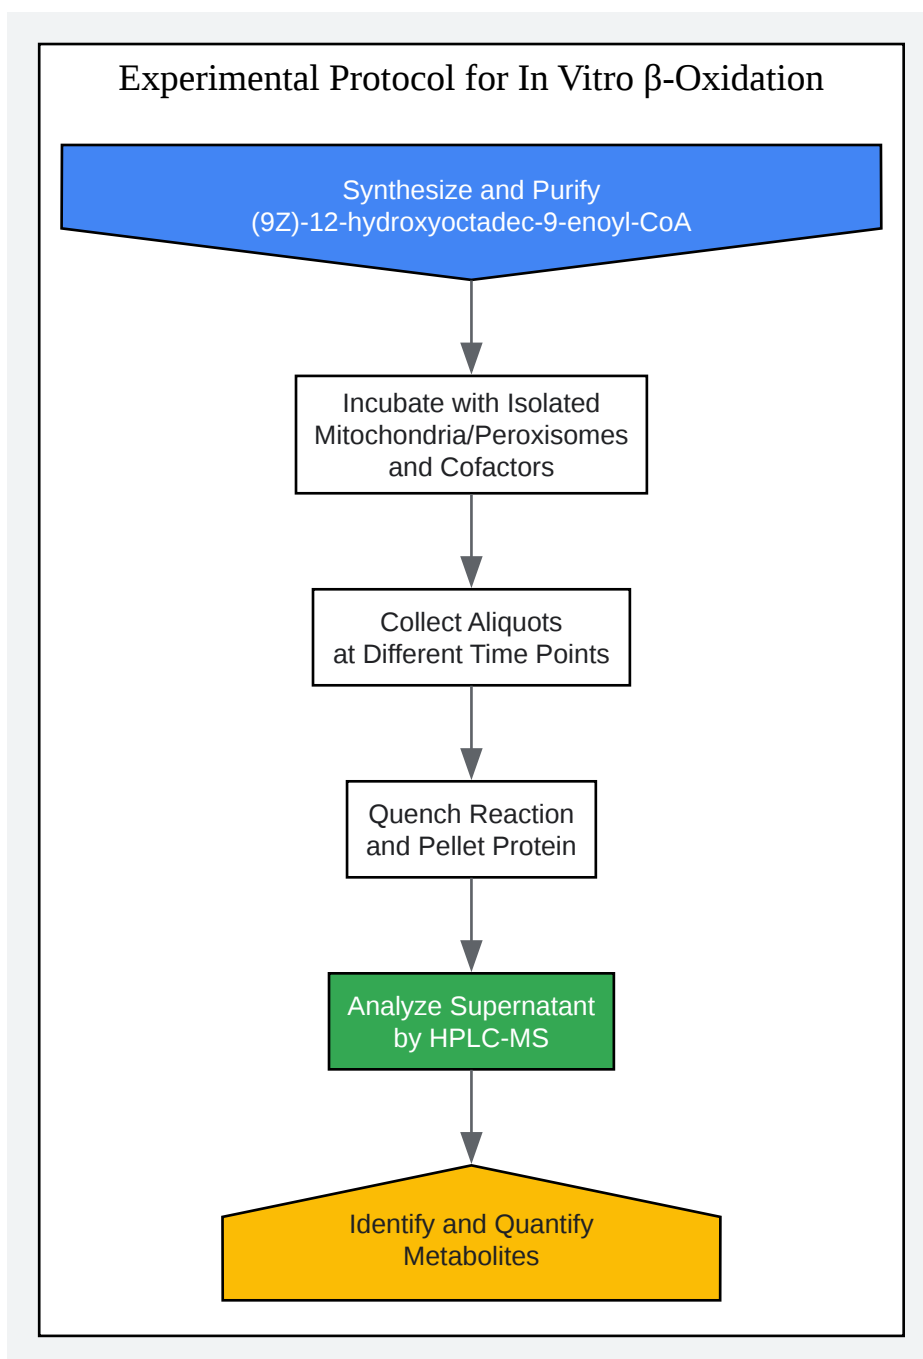 Experimental Protocol for In Vitro β-Oxidation
Synthesize and Purify
(9Z)-12-hydroxyoctadec-9-enoyl-CoA
Incubate with Isolated
Mitochondria/Peroxisomes
and Cofactors
Collect Aliquots
at Different Time Points
Quench Reaction
and Pellet Protein
Analyze Supernatant
by HPLC-MS
Identify and Quantify
Metabolites